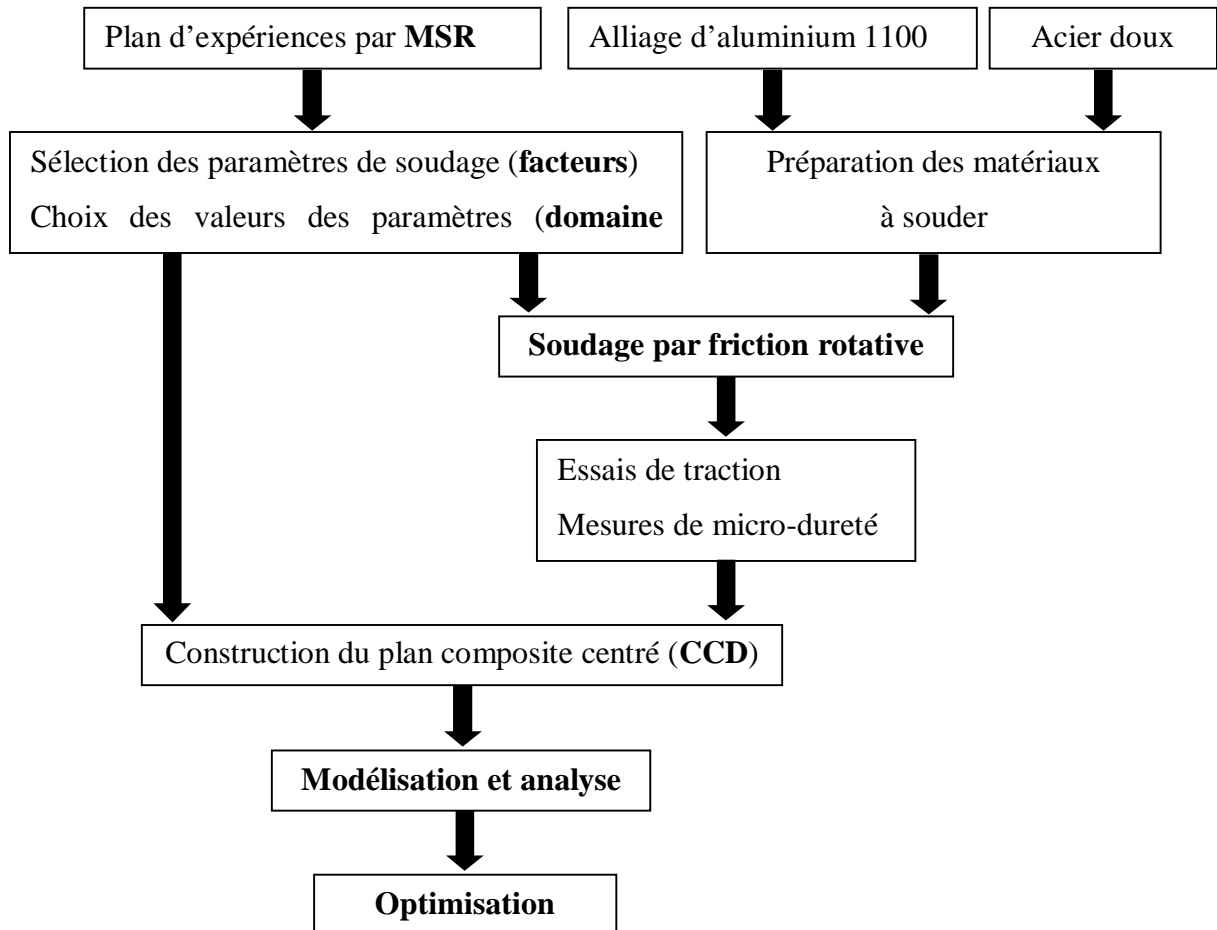 Plan d’expériences par MSR
Alliage d’aluminium 1100
Acier doux
Sélection des paramètres de soudage (facteurs)
Choix des valeurs des paramètres (domaine
Préparation des matériaux
à souder
Soudage par friction rotative
Essais de traction
Mesures de micro-dureté
Construction du plan composite centré (CCD)
Modélisation et analyse
Optimisation